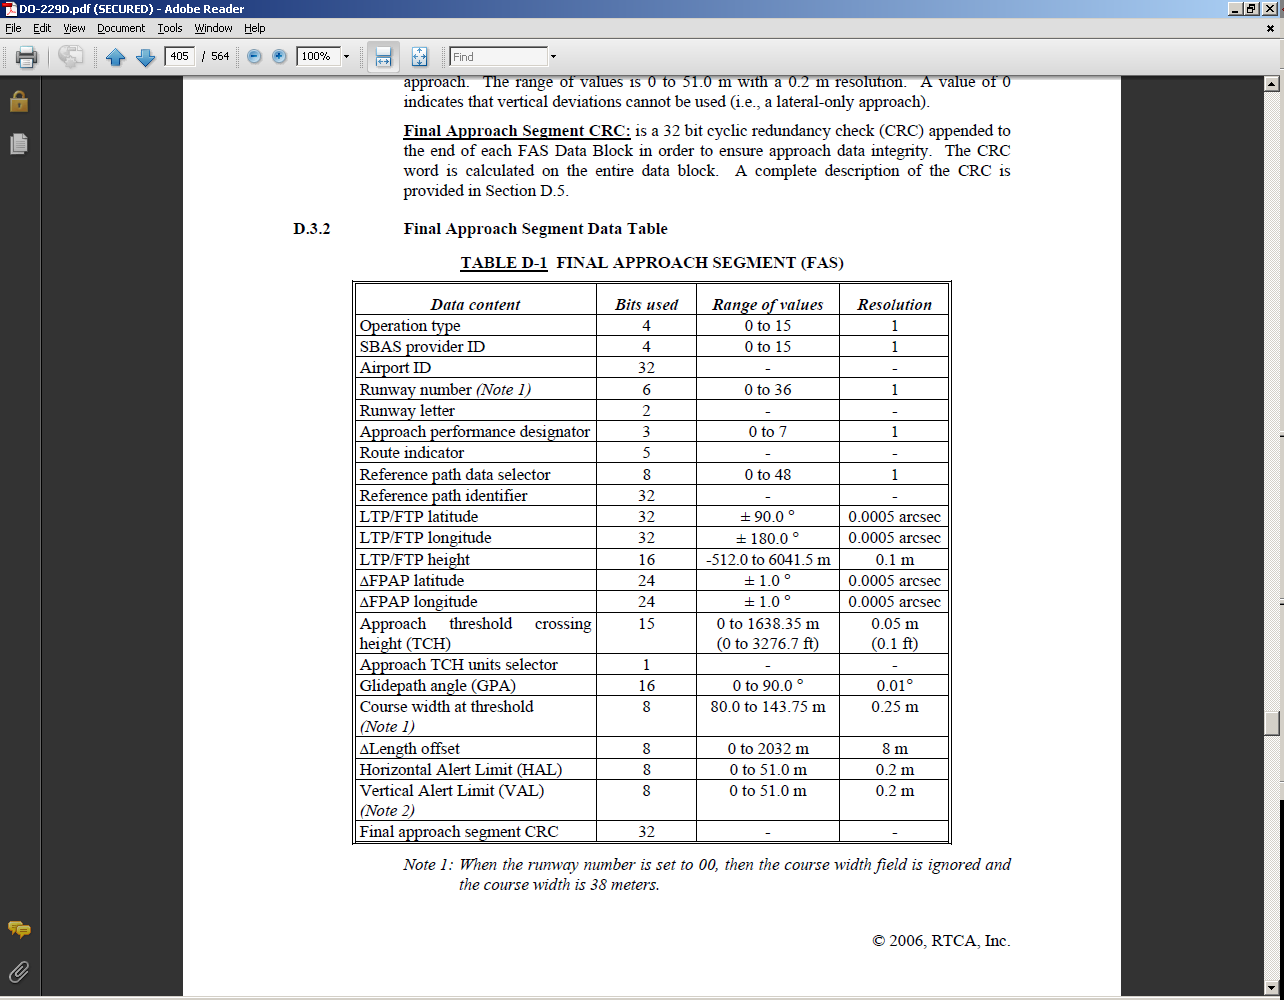 DO-229D.pdf (SECURED) - Adobe Reader
File Edit View Document Tools Window Help
405 / 564 100% Find
approach. The range of values is 0 to 51.0 m with a 0.2 m resolution. A value of 0
indicates that vertical deviations cannot be used (i.e., a lateral-only approach).
Final Approach Segment CRC: is a 32 bit cyclic redundancy check (CRC) appended to
the end of each FAS Data Block in order to ensure approach data integrity. The CRC
word is calculated on the entire data block. A complete description of the CRC is
provided in Section D.5.
D.3.2 Final Approach Segment Data Table
TABLE D-1 FINAL APPROACH SEGMENT (FAS)
Data content Bits used Range of values Resolution
Operation type 4 0 to 15 1
SBAS provider ID 4 0 to 15 1
Airport ID 32 - -
Runway number (Note 1) 6 0 to 36 1
Runway letter 2 - -
Approach performance designator 3 0 to 7 1
Route indicator 5 - -
Reference path data selector 8 0 to 48 1
Reference path identifier 32 - -
LTP/FTP latitude 32 ± 90.0 ° 0.0005 arcsec
LTP/FTP longitude 32 ± 180.0 ° 0.0005 arcsec
LTP/FTP height 16 -512.0 to 6041.5 m 0.1 m
ΔFPAP latitude 24 ± 1.0 ° 0.0005 arcsec
ΔFPAP longitude 24 ± 1.0 ° 0.0005 arcsec
Approach threshold crossing 15 0 to 1638.35 m 0.05 m
height (TCH) (0 to 3276.7 ft) (0.1 ft)
Approach TCH units selector 1 - -
Glidepath angle (GPA) 16 0 to 90.0 ° 0.01°
Course width at threshold 8 80.0 to 143.75 m 0.25 m
(Note 1)
ΔLength offset 8 0 to 2032 m 8 m
Horizontal Alert Limit (HAL) 8 0 to 51.0 m 0.2 m
Vertical Alert Limit (VAL) 8 0 to 51.0 m 0.2 m
(Note 2)
Final approach segment CRC 32 - -
Note 1: When the runway number is set to 00, then the course width field is ignored and
the course width is 38 meters.
© 2006, RTCA, Inc.